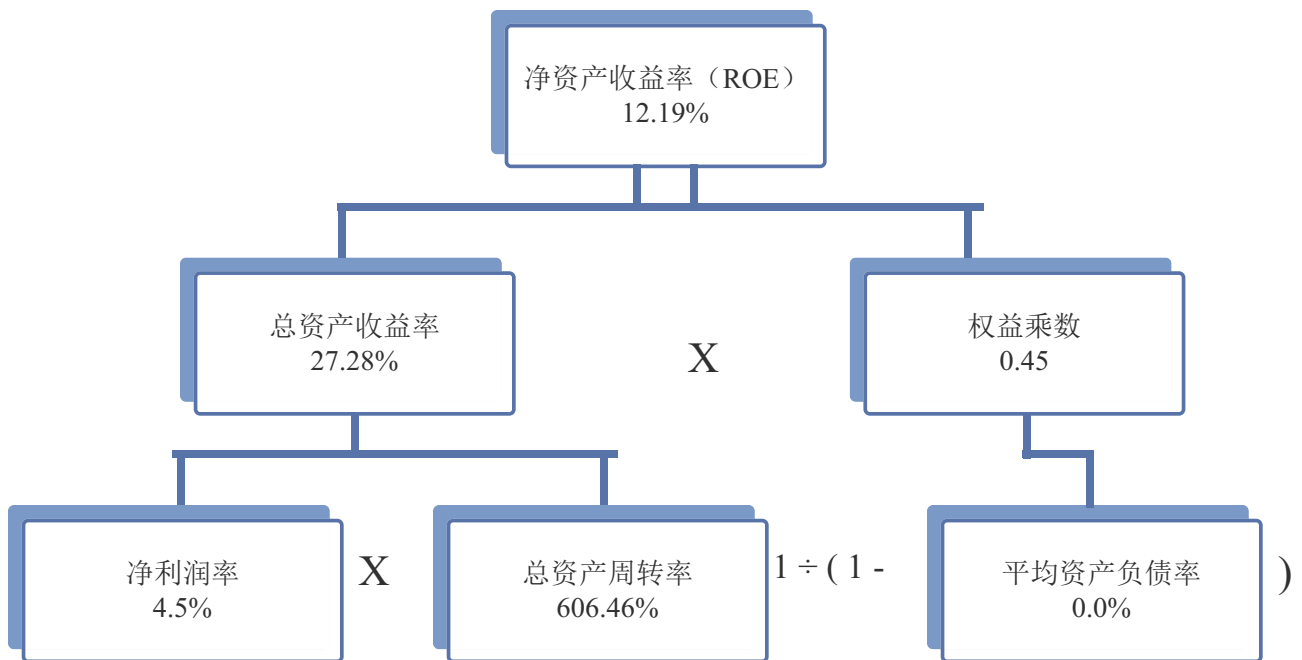 净资产收益率（ROE）
12.19%
总资产收益率
27.28%
X
权益乘数
0.45
净利润率
4.5%
X
总资产周转率
606.46%
1 ÷ ( 1 -
平均资产负债率
0.0%
)